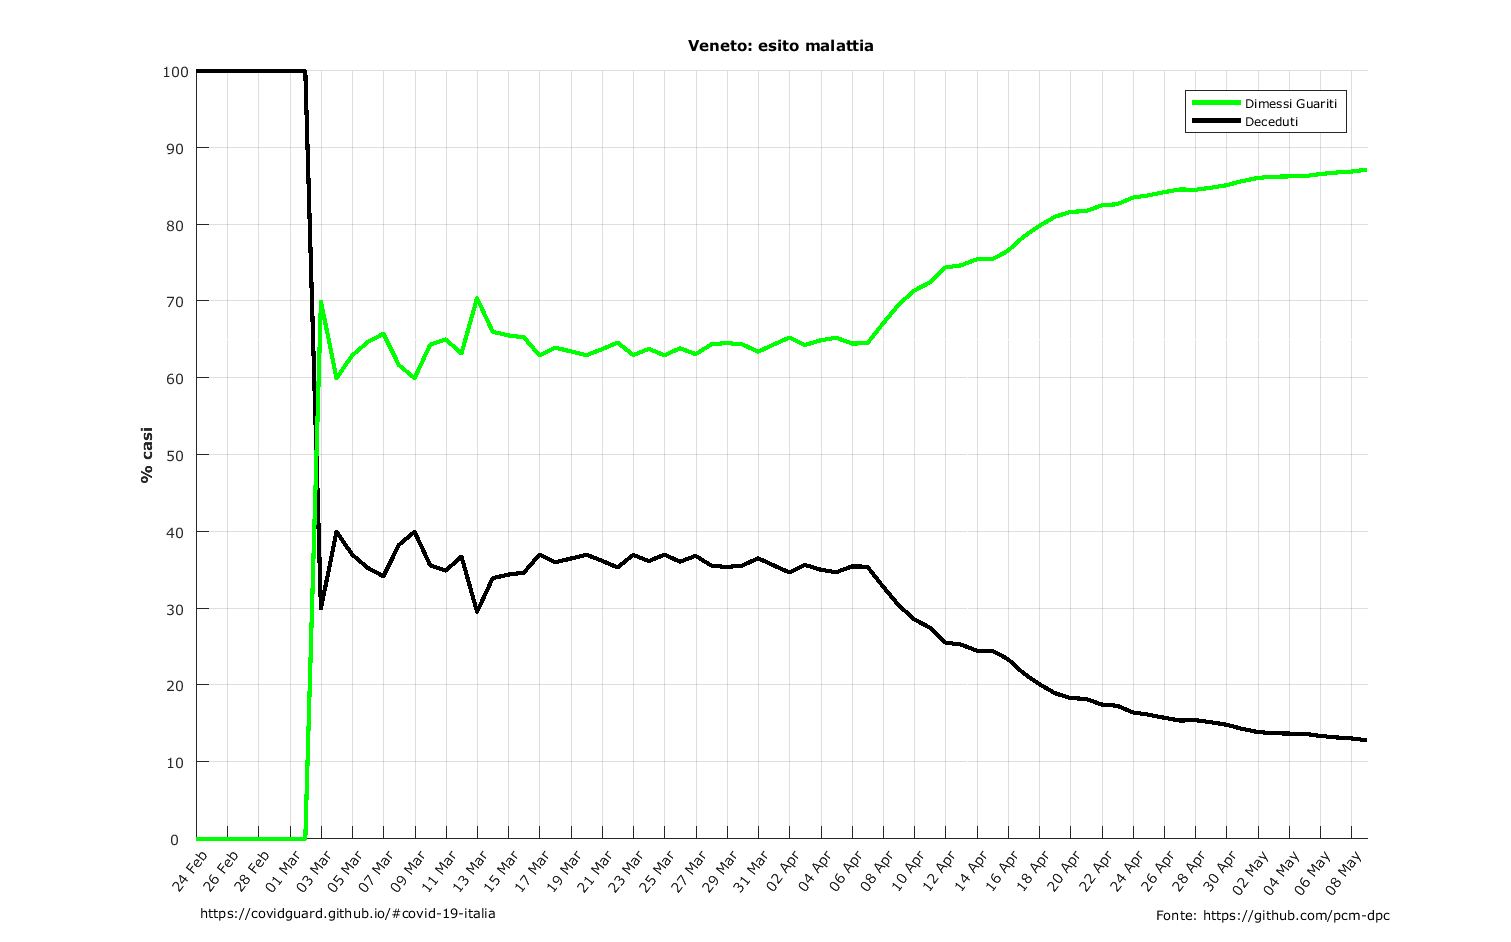 Veneto: esito malattia
100
90
80
70
60
50
40
30
20
10
0
% casi
Dimessi Guariti
Deceduti
24 Feb
26 Feb
28 Feb
01 Mar
03 Mar
05 Mar
07 Mar
09 Mar
11 Mar
13 Mar
15 Mar
17 Mar
19 Mar
21 Mar
23 Mar
25 Mar
27 Mar
29 Mar
31 Mar
02 Apr
04 Apr
06 Apr
08 Apr
10 Apr
12 Apr
14 Apr
16 Apr
18 Apr
20 Apr
22 Apr
24 Apr
26 Apr
28 Apr
30 Apr
02 May
04 May
06 May
08 May
https://covidguard.github.io/#covid-19-italia
Fonte: https://github.com/pcm-dpc